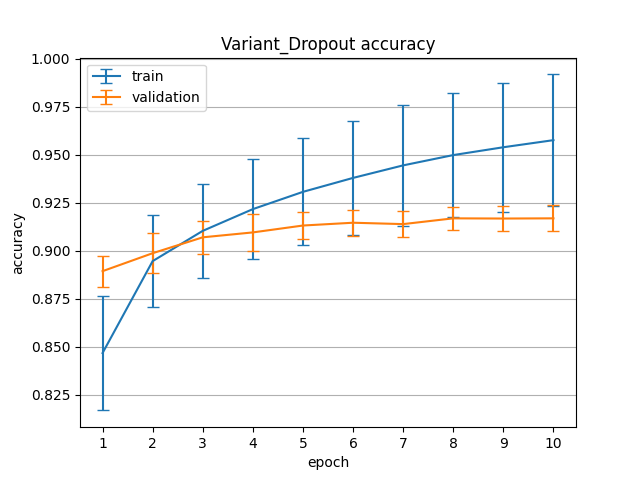 Variant_Dropout accuracy
train
validation
1.000
0.975
0.950
0.925
0.900
0.875
0.850
0.825
accuracy
1 2 3 4 5 6 7 8 9 10
epoch